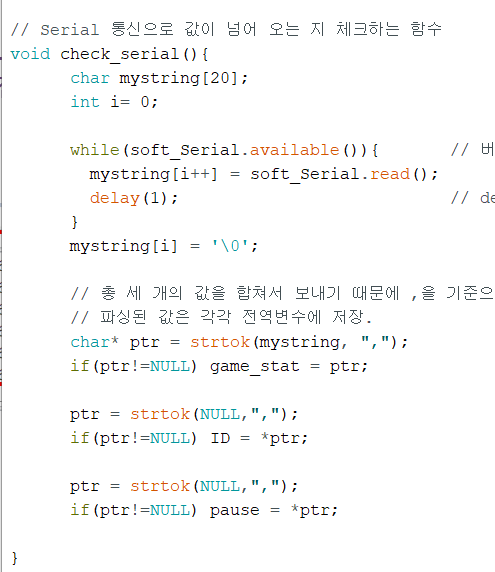 // Serial 통신으로 값이 넘어 오는 지 체크하는 함수
void check_serial(){
char mystring[20];
int i= 0;
while(soft_Serial.available()){ // 버
mystring[i++] = soft_Serial.read();
delay(1); // de
}
mystring[i] = '\0';
// 총 세 개의 값을 합쳐서 보내기 때문에 ,을 기준으
// 파싱된 값은 각각 전역변수에 저장.
char* ptr = strtok(mystring, ",");
if(ptr!=NULL) game_stat = ptr;
ptr = strtok(NULL,",");
if(ptr!=NULL) ID = *ptr;
ptr = strtok(NULL,",");
if(ptr!=NULL) pause = *ptr;
}